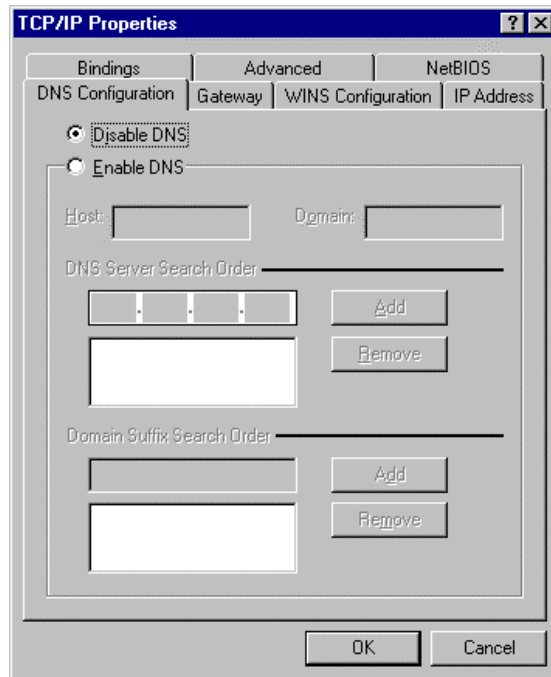 TCP/IP Properties
Bindings Advanced NetBIOS
DNS Configuration Gateway WINS Configuration IP Address
Disable DNS
Enable DNS
Host: Domain:
DNS Server Search Order
. . . Add
Remove
Domain Suffix Search Order
Add
Remove
OK Cancel